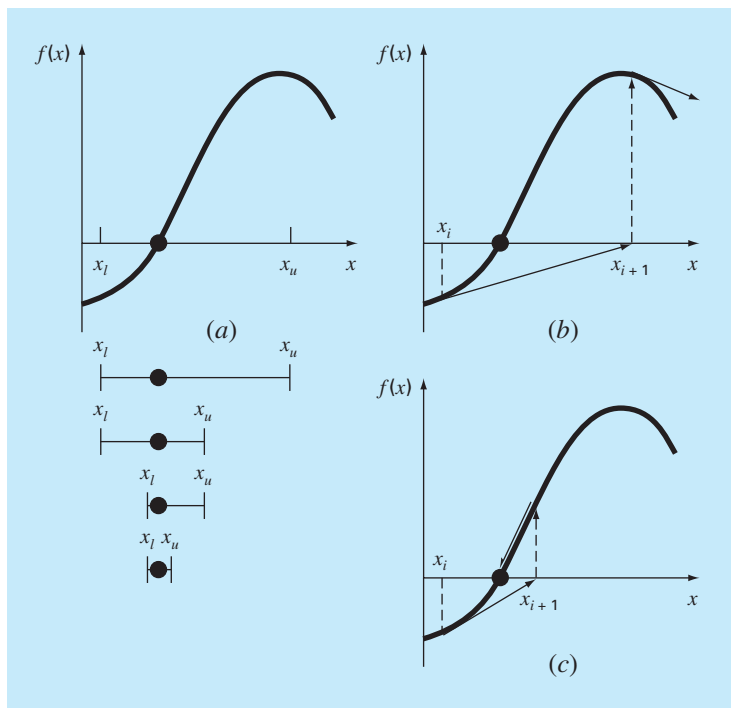 f(x)
x_l
x_u
x
(a)
x_l
x_u
x_l
x_u
x_l
x_u
x_l x_u
f(x)
x_i
x_{i + 1}
x
(b)
f(x)
x_i
x_{i + 1}
x
(c)